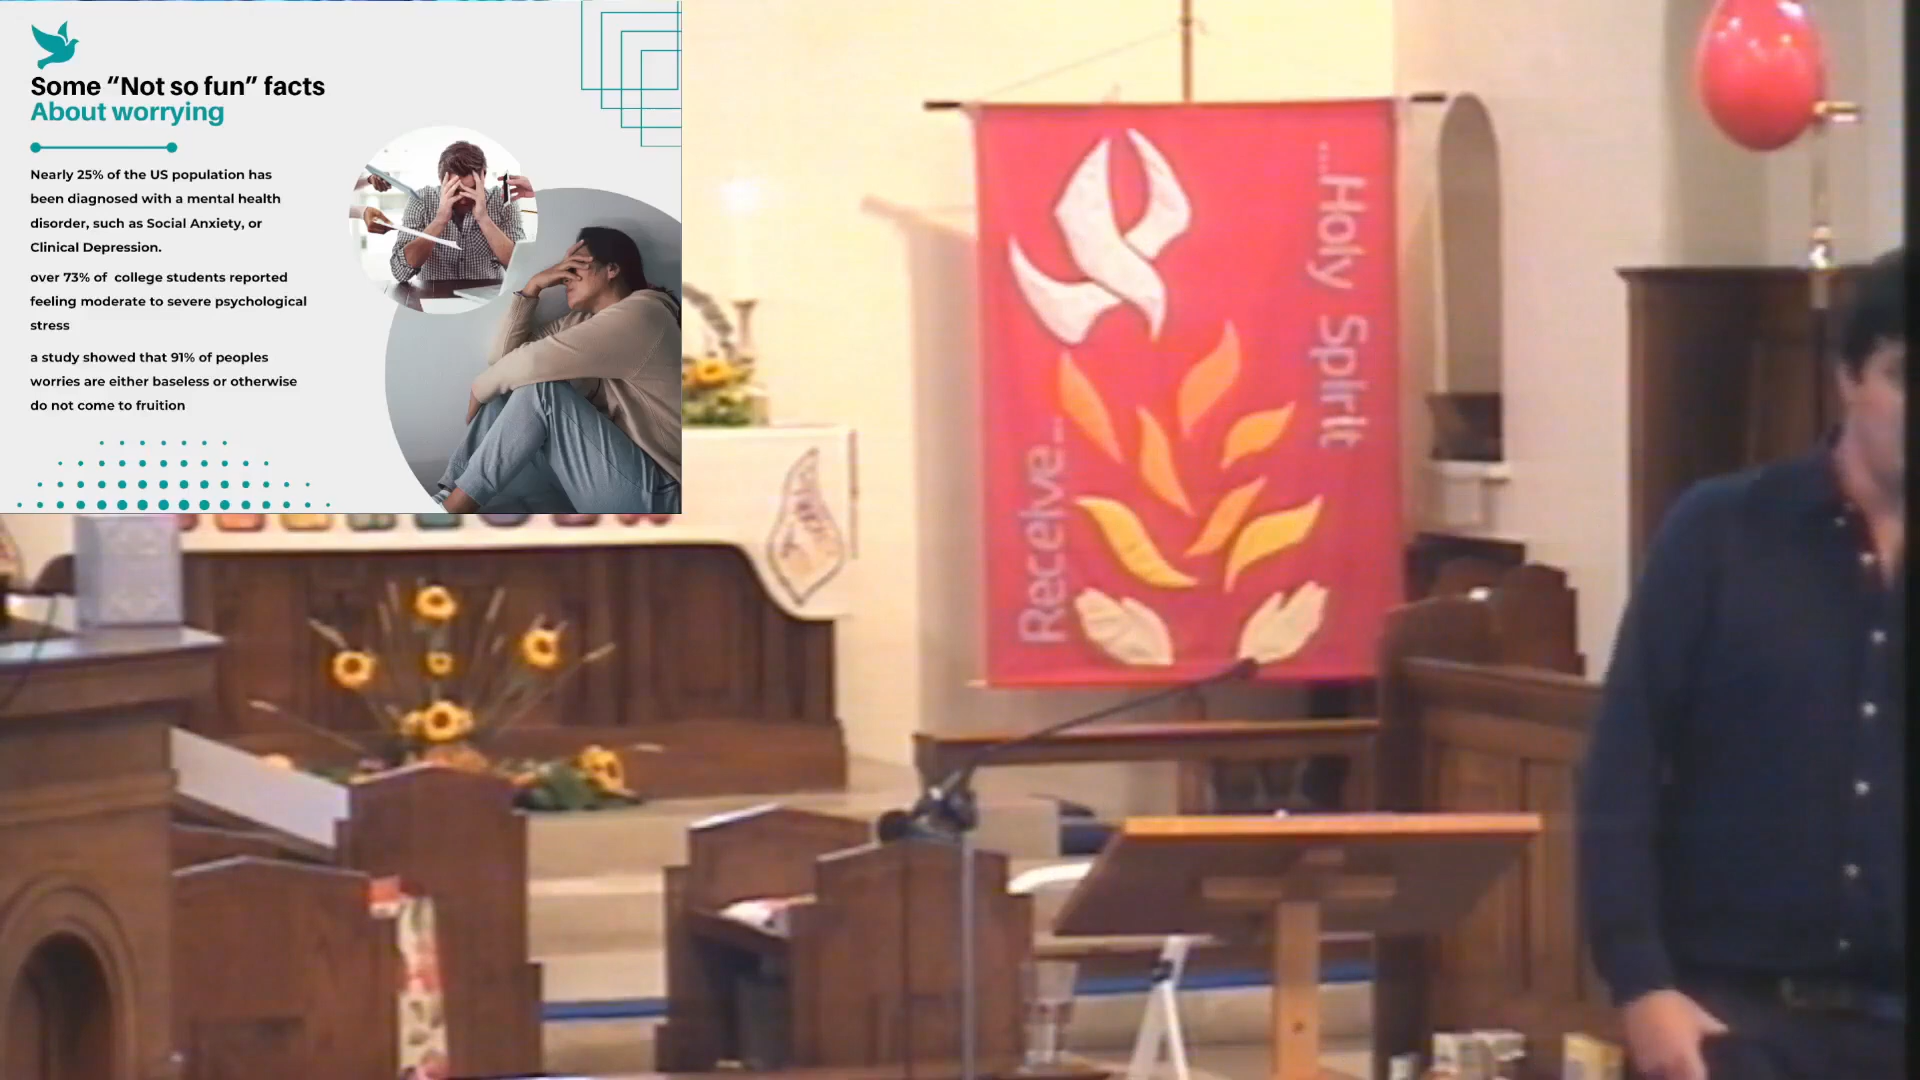 Some “Not so fun” facts
About worrying
Nearly 25% of the US population has
been diagnosed with a mental health
disorder, such as Social Anxiety, or
Clinical Depression.
over 73% of  college students reported
feeling moderate to severe psychological
stress
a study showed that 91% of peoples
worries are either baseless or otherwise
do not come to fruition
Receive...
...Holy Spirit